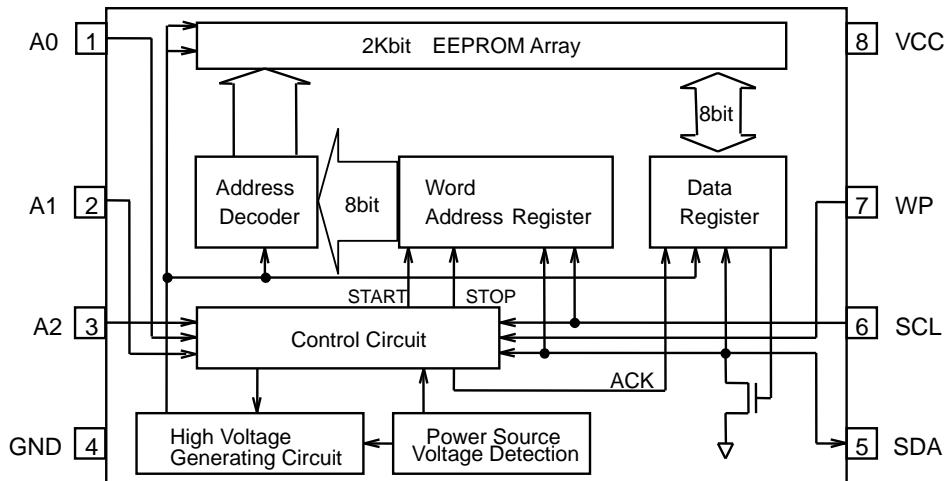 A0 1 2Kbit EEPROM Array 8 VCC
8bit
A1 2 Address Decoder 8bit Word Address Register Data Register 7 WP
START STOP
A2 3 Control Circuit 6 SCL
ACK
GND 4 High Voltage Generating Circuit Power Source Voltage Detection 5 SDA